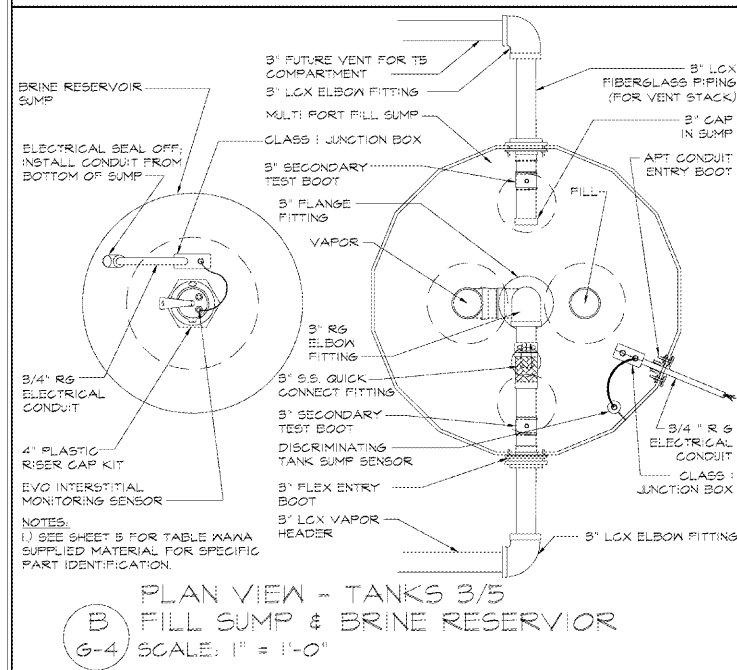 BRINE RESERVOIR
SUMP
ELECTRICAL SEAL OFF;
INSTALL CONDUIT FROM
BOTTOM OF SUMP
3/4" RG
ELECTRICAL
CONDUIT
4" PLASTIC
RISER CAP KIT
EVO INTERSTITIAL
MONITORING SENSOR
NOTES:
1.) SEE SHEET 5 FOR TABLE WAWA
SUPPLIED MATERIAL FOR SPECIFIC
PART IDENTIFICATION.
3" FUTURE VENT FOR T5
COMPARTMENT
3" LCX ELBOW FITTING
MULTI PORT FILL SUMP
CLASS 1 JUNCTION BOX
3" SECONDARY
TEST BOOT
3" FLANGE
FITTING
VAPOR
3" RG
ELBOW
FITTING
3" S.S. QUICK
CONNECT FITTING
3" SECONDARY
TEST BOOT
DISCRIMINATING
TANK SUMP SENSOR
3" FLEX ENTRY
BOOT
3" LCX VAPOR
HEADER
3" LCX
FIBERGLASS PIPING
(FOR VENT STACK)
3" CAP
IN SUMP
APT CONDUIT
ENTRY BOOT
FILL
3/4" R G
ELECTRICAL
CONDUIT
CLASS 1
JUNCTION BOX
3" LCX ELBOW FITTING
PLAN VIEW - TANKS 3/5
B FILL SUMP & BRINE RESERVIOR
G-4 SCALE: 1" = 1'-0"